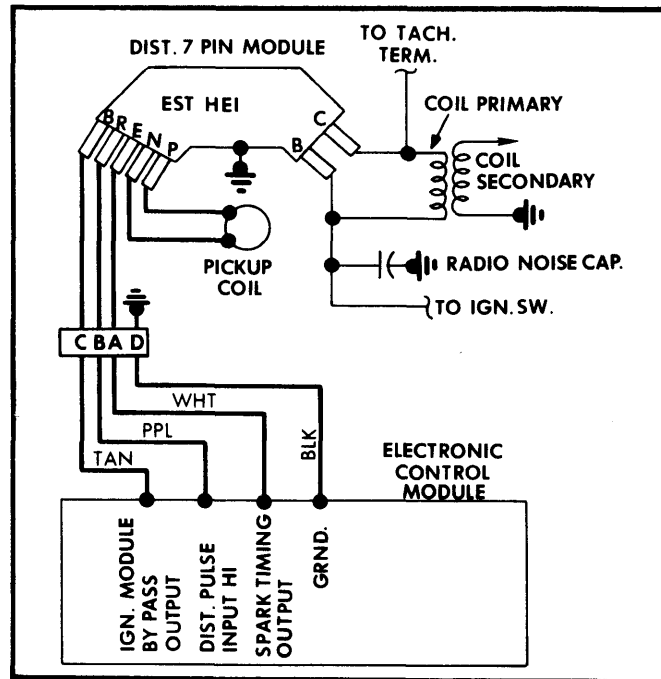 DIST. 7 PIN MODULE
TO TACH.
TERM.
EST HEI
B R E N P
C
B
COIL PRIMARY
COIL
SECONDARY
PICKUP
COIL
RADIO NOISE CAP.
TO IGN. SW.
C B A D
WHT
PPL
TAN
BLK
ELECTRONIC
CONTROL
MODULE
IGN. MODULE
BY PASS
OUTPUT
DIST. PULSE
INPUT HI
SPARK TIMING
OUTPUT
GRND.